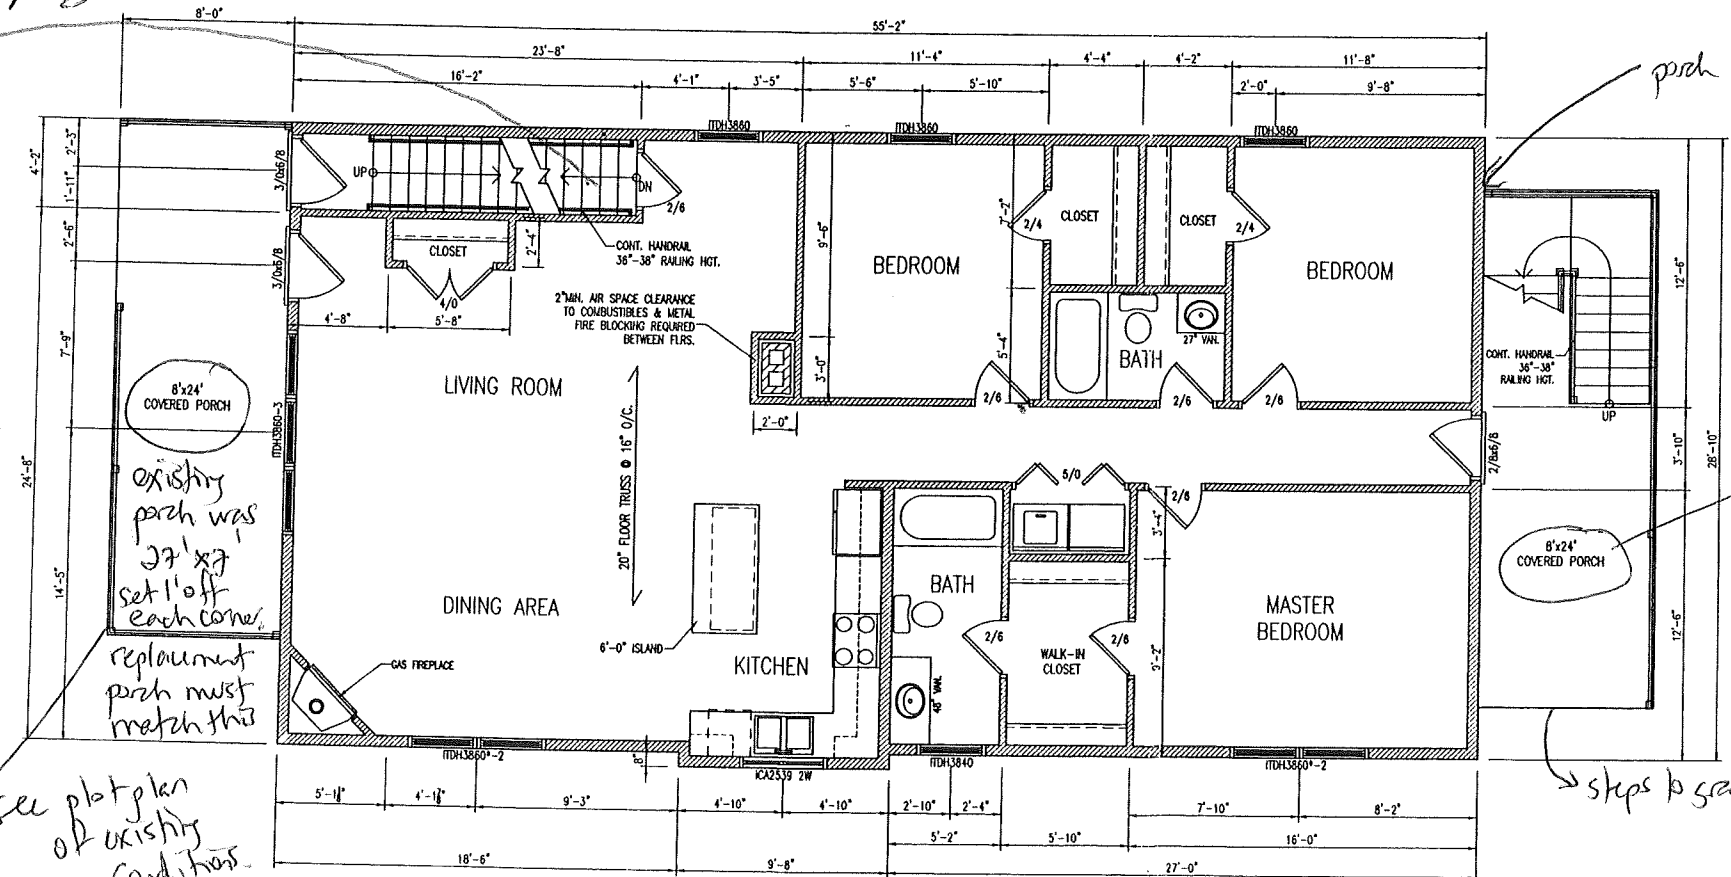 8'-0"
55'-2"
23'-8"
11'-4"
4'-4"
4'-2"
11'-8"
16'-2"
4'-1"
3'-5"
5'-6"
5'-10"
2'-0"
9'-8"
porch
ITDH3860
ITDH3860
ITDH3860
4'-2"
2'-3"
1'-11"
2'-6"
7'-9"
24'-8"
14'-5"
3/0x6/8
3/0x6/8
UP
DN
2/6
CLOSET
2'-4"
4/0
4'-8"
5'-8"
CONT. HANDRAIL
36"-38" RAILING HGT.
2"MIN. AIR SPACE CLEARANCE
TO COMBUSTIBLES & METAL
FIRE BLOCKING REQUIRED
BETWEEN FLRS.
9'-6"
3'-0"
2'-0"
BEDROOM
7'-2"
5'-4"
2/4
CLOSET
CLOSET
2/4
BEDROOM
BATH
27" VAN.
2/6
2/6
2/6
CONT. HANDRAIL
36"-38"
RAILING HGT.
UP
12'-6"
3'-10"
28'-10"
12'-6"
2/8x6/8
8'x24'
COVERED PORCH
ITDH3860-3
LIVING ROOM
20" FLOOR TRUSS @ 16" O/C.
existing
porch was
27'x7'
set 1' off
each corner.
replacement
porch must
match this
see plot plan
of existing
conditions
DINING AREA
6'-0" ISLAND
KITCHEN
GAS FIREPLACE
5/0
2/6
3'-4"
BATH
2/6
48" VAN.
WALK-IN
CLOSET
2/6
9'-2"
MASTER
BEDROOM
8'x24'
COVERED PORCH
steps to
ITDH3860*-2
8"
ICA2539 2W
ITDH3840
ITDH3860*-2
9'-3"
4'-10"
4'-10"
2'-10"
2'-4"
7'-10"
8'-2"
5'-2"
5'-10"
16'-0"
18'-6"
9'-8"
27'-0"